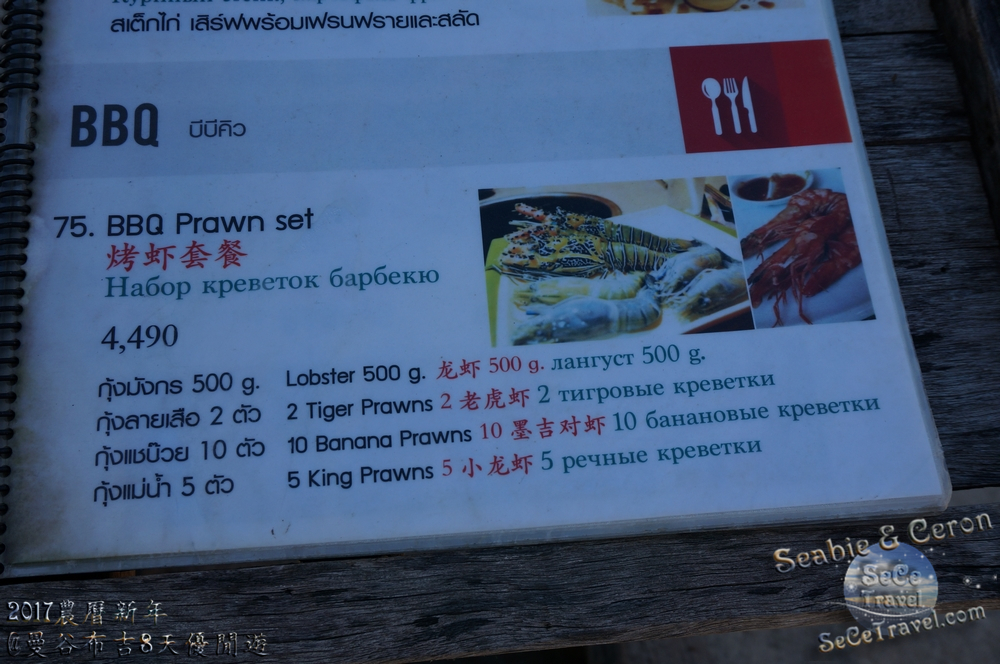 สเต็กไก่ เสิร์ฟพร้อมเฟรนฟรายและสลัด
BBQ บีบีคิว
75. BBQ Prawn set
烤虾套餐
Набор креветок барбекю
4,490
กุ้งมังกร 500 g. Lobster 500 g. 龙虾 500 g. лангуст 500 g.
กุ้งลายเสือ 2 ตัว 2 Tiger Prawns 2 老虎虾 2 тигровые креветки
กุ้งแชบ๊วย 10 ตัว 10 Banana Prawns 10 墨吉对虾 10 банановые креветки
กุ้งแม่น้ำ 5 ตัว 5 King Prawns 5 小龙虾 5 речные креветки
Seabie & Ceron
SeCe
Travel
SeCeTravel.com
2017農曆新年
@曼谷布吉8天優閒遊